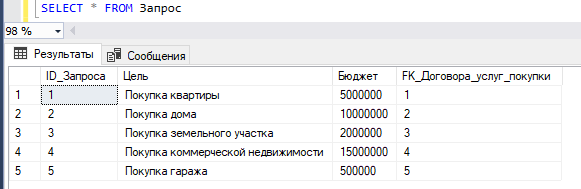 SELECT * FROM Запрос
98 %
Результаты Сообщения
ID_Запроса Цель Бюджет FK_Договора_услуг_покупки
1 1 Покупка квартиры 5000000 1
2 2 Покупка дома 10000000 2
3 3 Покупка земельного участка 2000000 3
4 4 Покупка коммерческой недвижимости 15000000 4
5 5 Покупка гаража 500000 5